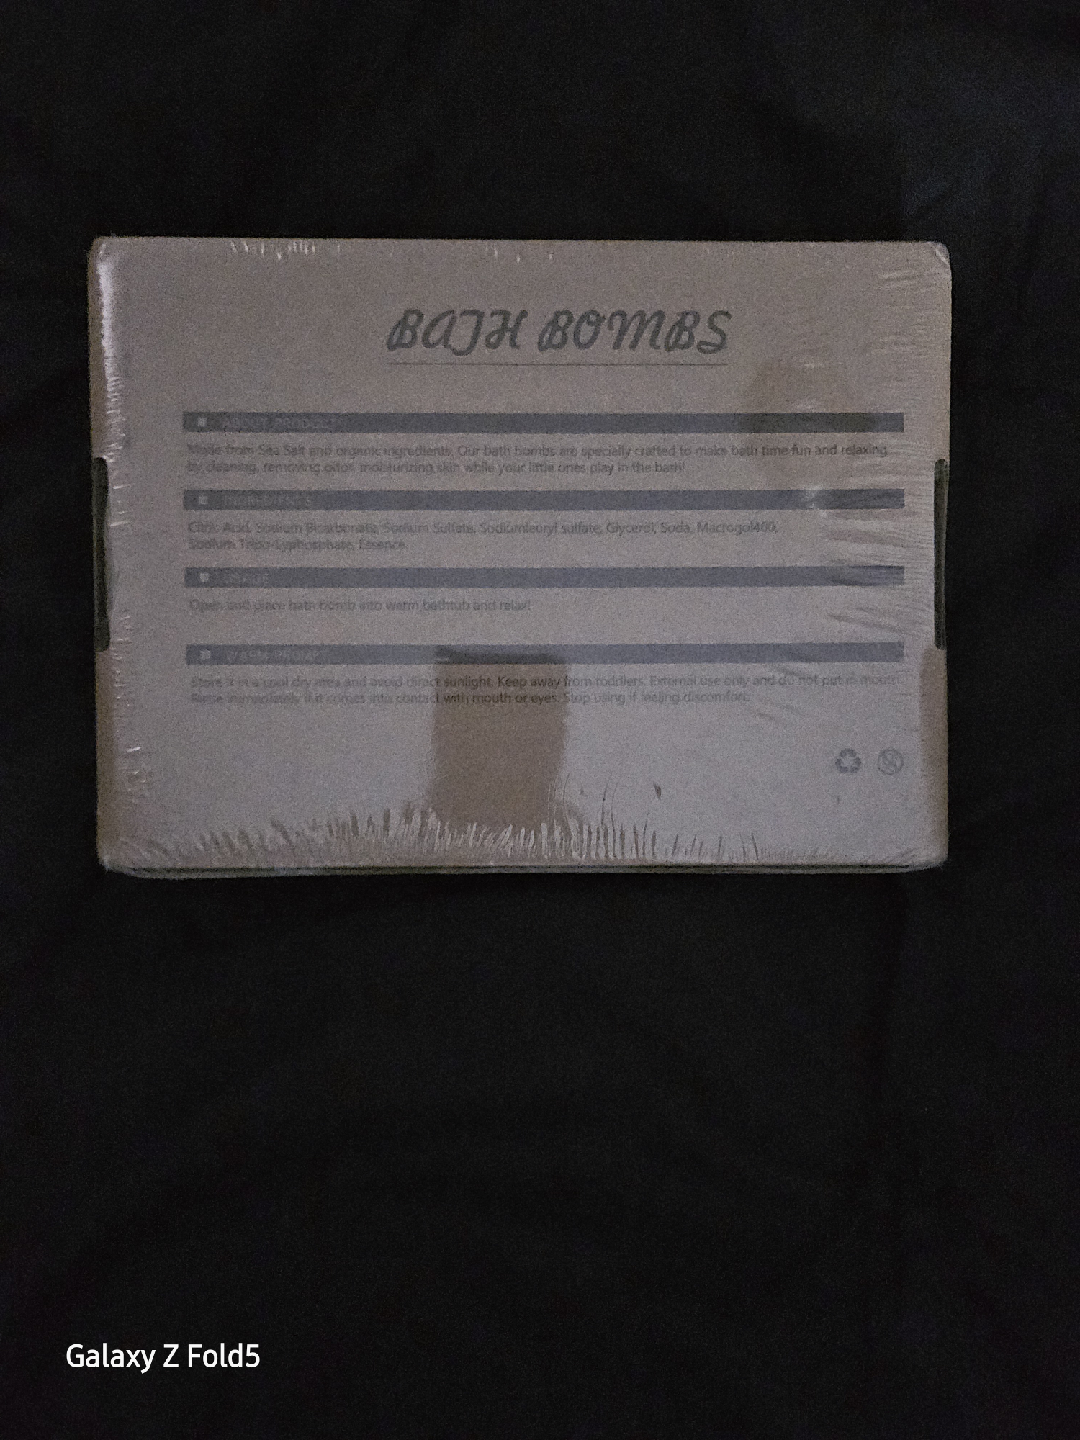 BATH BOMBS
ABOUT PRODUCT
Made from Sea Salt and organic ingredients. Our bath bombs are specially crafted to make bath time fun and relaxing
by cleaning, removing odor, moisturizing skin while your little ones play in the bath!
INGREDIENTS
Citric Acid, Sodium Bicarbonate, Sodium Sulfate, Sodiumlauryl sulfate, Glycerel, Soda, Macrogol400,
Sodium Essence.
Open and place bath bomb into warm bathtub and relax!
Store it in a cool dry area and avoid direct sunlight. Keep away from toddlers. External use only and do not put in mouth.
Rinse immediately if it comes into contact with mouth or eyes. Stop using if feeling discomfort.
Galaxy Z Fold5